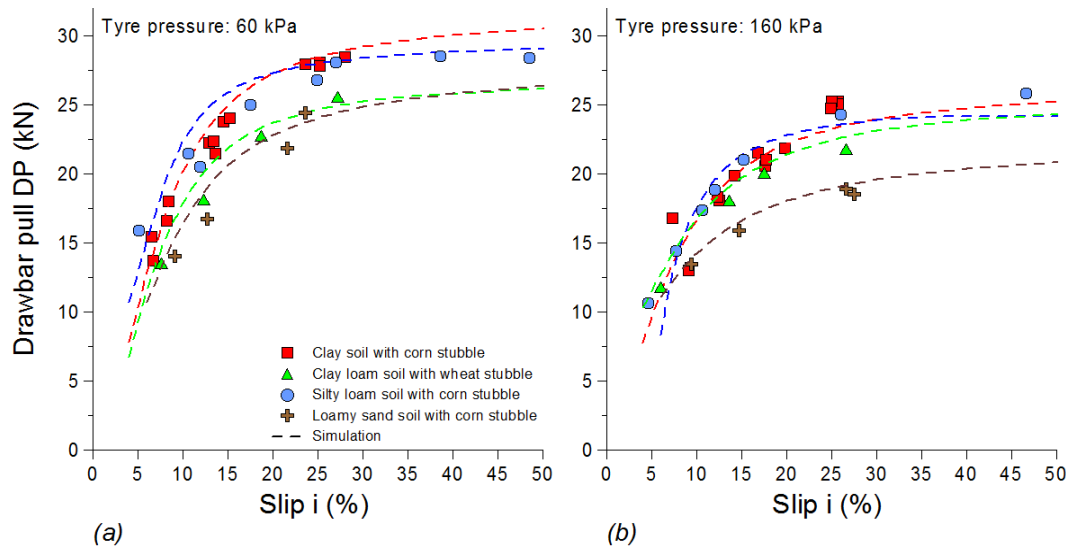 Tyre pressure: 60 kPa
Drawbar pull DP (kN)
30
25
20
15
10
5
0
Clay soil with corn stubble
Clay loam soil with wheat stubble
Silty loam soil with corn stubble
Loamy sand soil with corn stubble
Simulation
0 5 10 15 20 25 30 35 40 45 50
Slip i (%)
(a)
Tyre pressure: 160 kPa
30
25
20
15
10
5
0
0 5 10 15 20 25 30 35 40 45 50
Slip i (%)
(b)